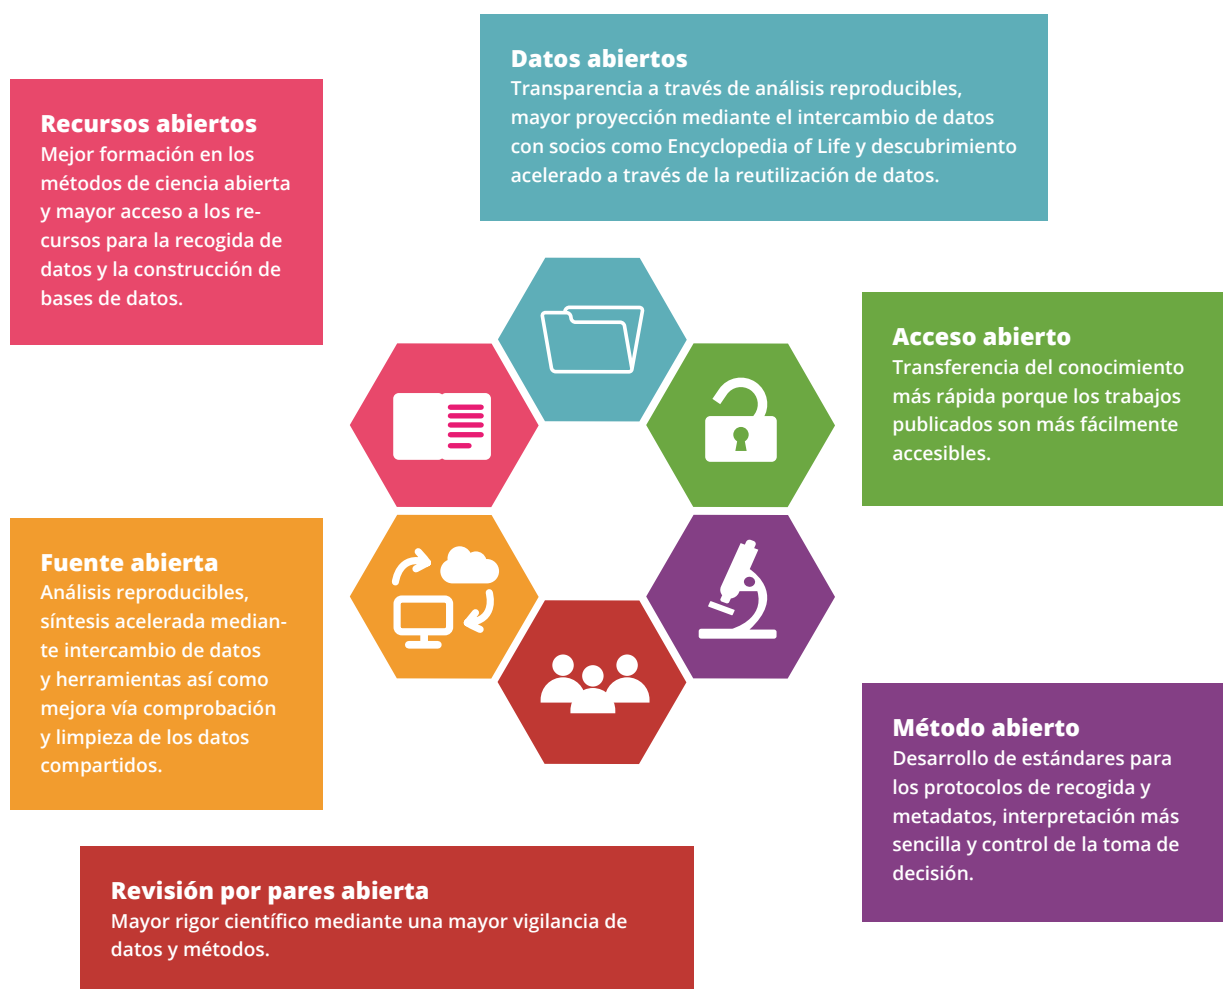 Datos abiertos
Transparencia a través de análisis reproducibles,
mayor proyección mediante el intercambio de datos
con socios como Encyclopedia of Life y descubrimiento
acelerado a través de la reutilización de datos.
Recursos abiertos
Mejor formación en los
métodos de ciencia abierta
y mayor acceso a los re-
cursos para la recogida de
datos y la construcción de
bases de datos.
Acceso abierto
Transferencia del conocimiento
más rápida porque los trabajos
publicados son más fácilmente
accesibles.
Fuente abierta
Análisis reproducibles,
síntesis acelerada median-
te intercambio de datos
y herramientas así como
mejora vía comprobación
y limpieza de los datos
compartidos.
Método abierto
Desarrollo de estándares para
los protocolos de recogida y
metadatos, interpretación más
sencilla y control de la toma de
decisión.
Revisión por pares abierta
Mayor rigor científico mediante una mayor vigilancia de
datos y métodos.